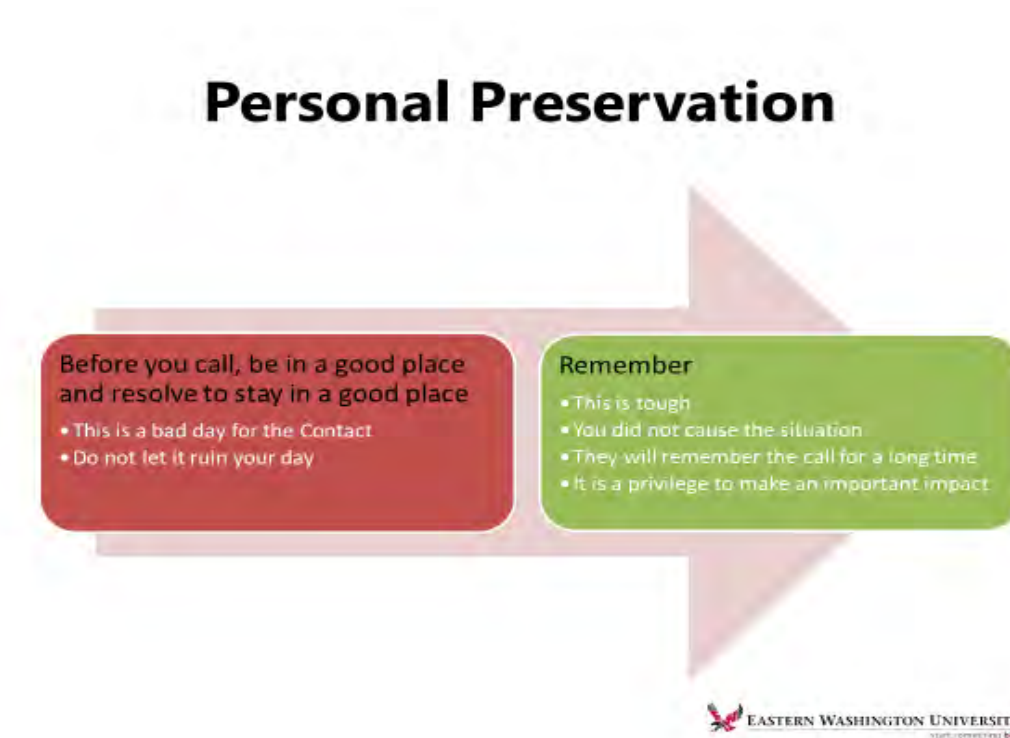 Personal Preservation
Before you call, be in a good place
and resolve to stay in a good place
• This is a bad day for the Contact
• Do not let it ruin your day
Remember
• This is tough
• You did not cause the situation
• They will remember the call for a long time
• It is a privilege to make an important impact
EASTERN WASHINGTON UNIVERSIT